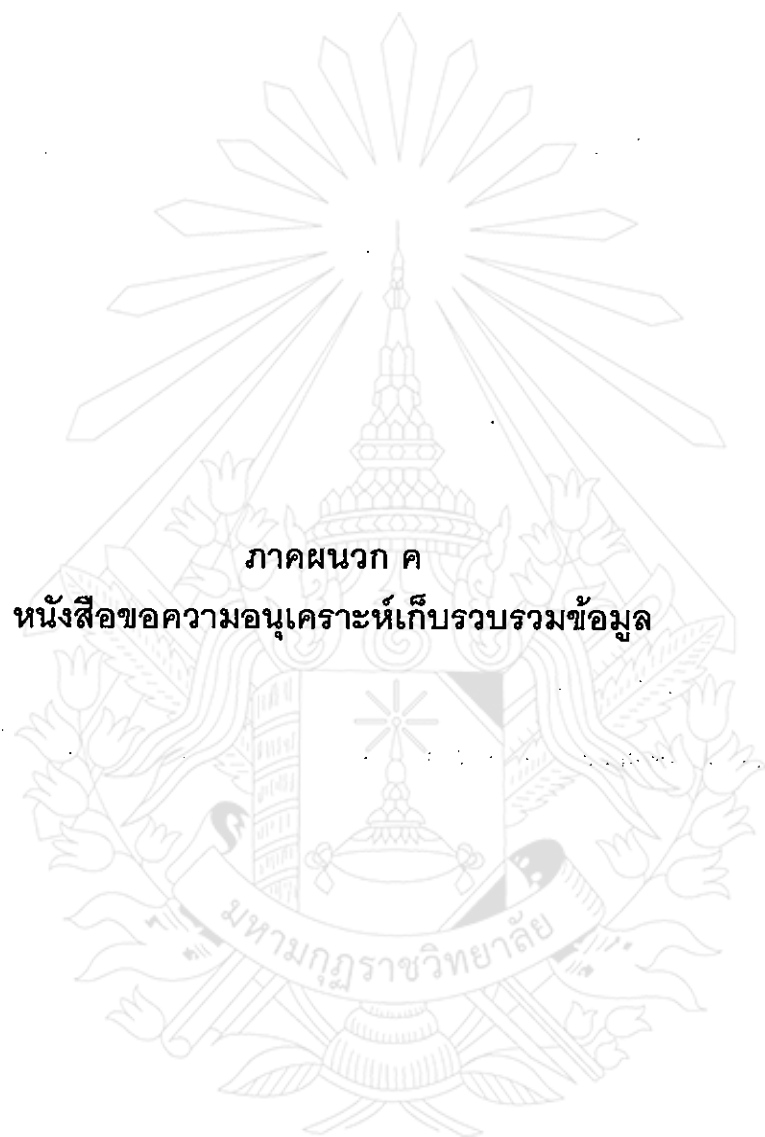 ภาคผนวก ค
หนังสือขอความอนุเคราะห์เก็บรวบรวมข้อมูล
มหามกุฏราชวิทยาลัย